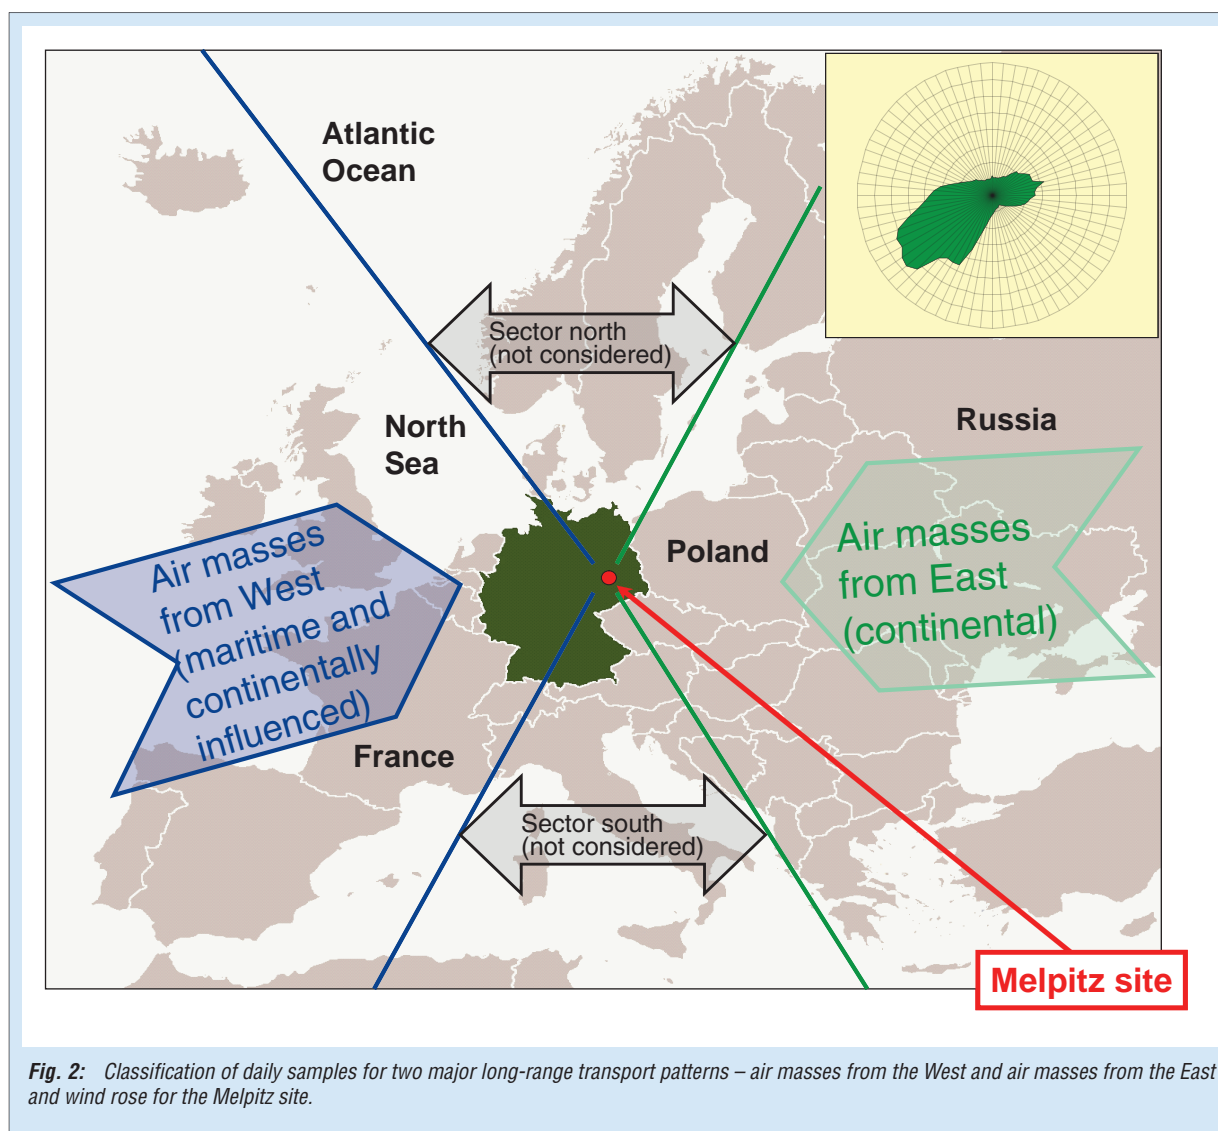 Atlantic
Ocean
Sector north
(not considered)
North
Sea
Russia
Air masses
from West
(maritime and
continentally
influenced)
Poland
Air masses
from East
(continental)
France
Sector south
(not considered)
Melpitz site
Fig. 2: Classification of daily samples for two major long-range transport patterns – air masses from the West and air masses from the East
and wind rose for the Melpitz site.